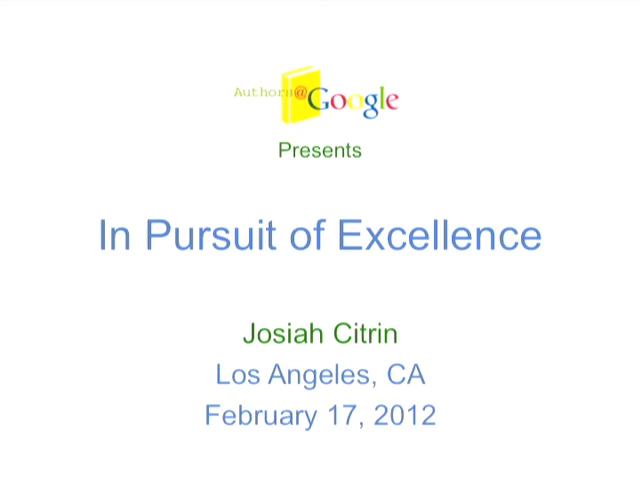 Authors@Google
Presents
In Pursuit of Excellence
Josiah Citrin
Los Angeles, CA
February 17, 2012